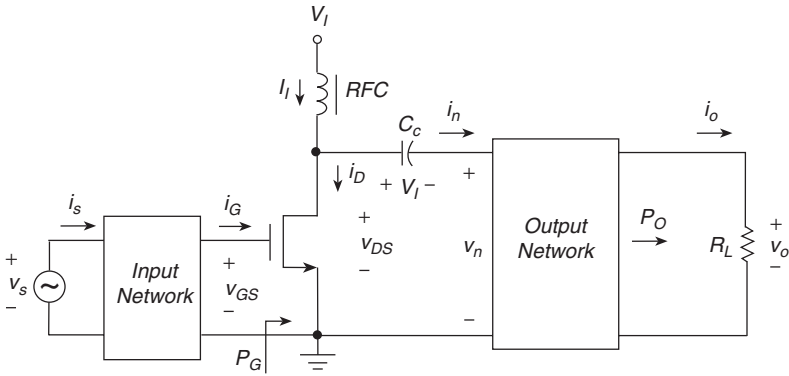 V_I
I_I
RFC
C_c
i_n
i_o
i_D
+ V_I −
+
i_s
i_G
+
v_DS
−
v_n
−
Output
Network
P_O
R_L
+
v_o
−
+
v_s
−
Input
Network
+
v_GS
−
P_G